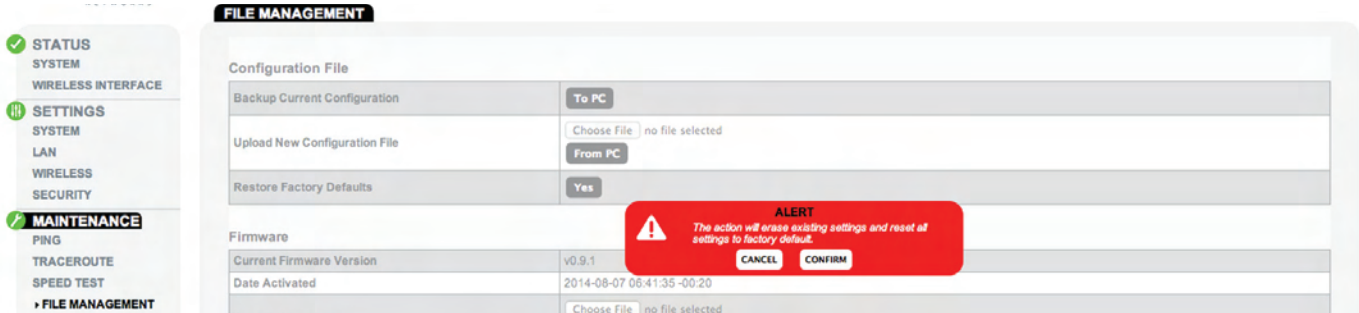 FILE MANAGEMENT
STATUS
SYSTEM
WIRELESS INTERFACE
SETTINGS
SYSTEM
LAN
WIRELESS
SECURITY
MAINTENANCE
PING
TRACEROUTE
SPEED TEST
FILE MANAGEMENT
Configuration File
Backup Current Configuration To PC
Upload New Configuration File Choose File no file selected
From PC
Restore Factory Defaults Yes
ALERT
The action will erase existing settings and reset all
settings to factory default.
CANCEL CONFIRM
Firmware
Current Firmware Version v0.9.1
Date Activated 2014-08-07 06:41:35 -00:20
Choose File no file selected